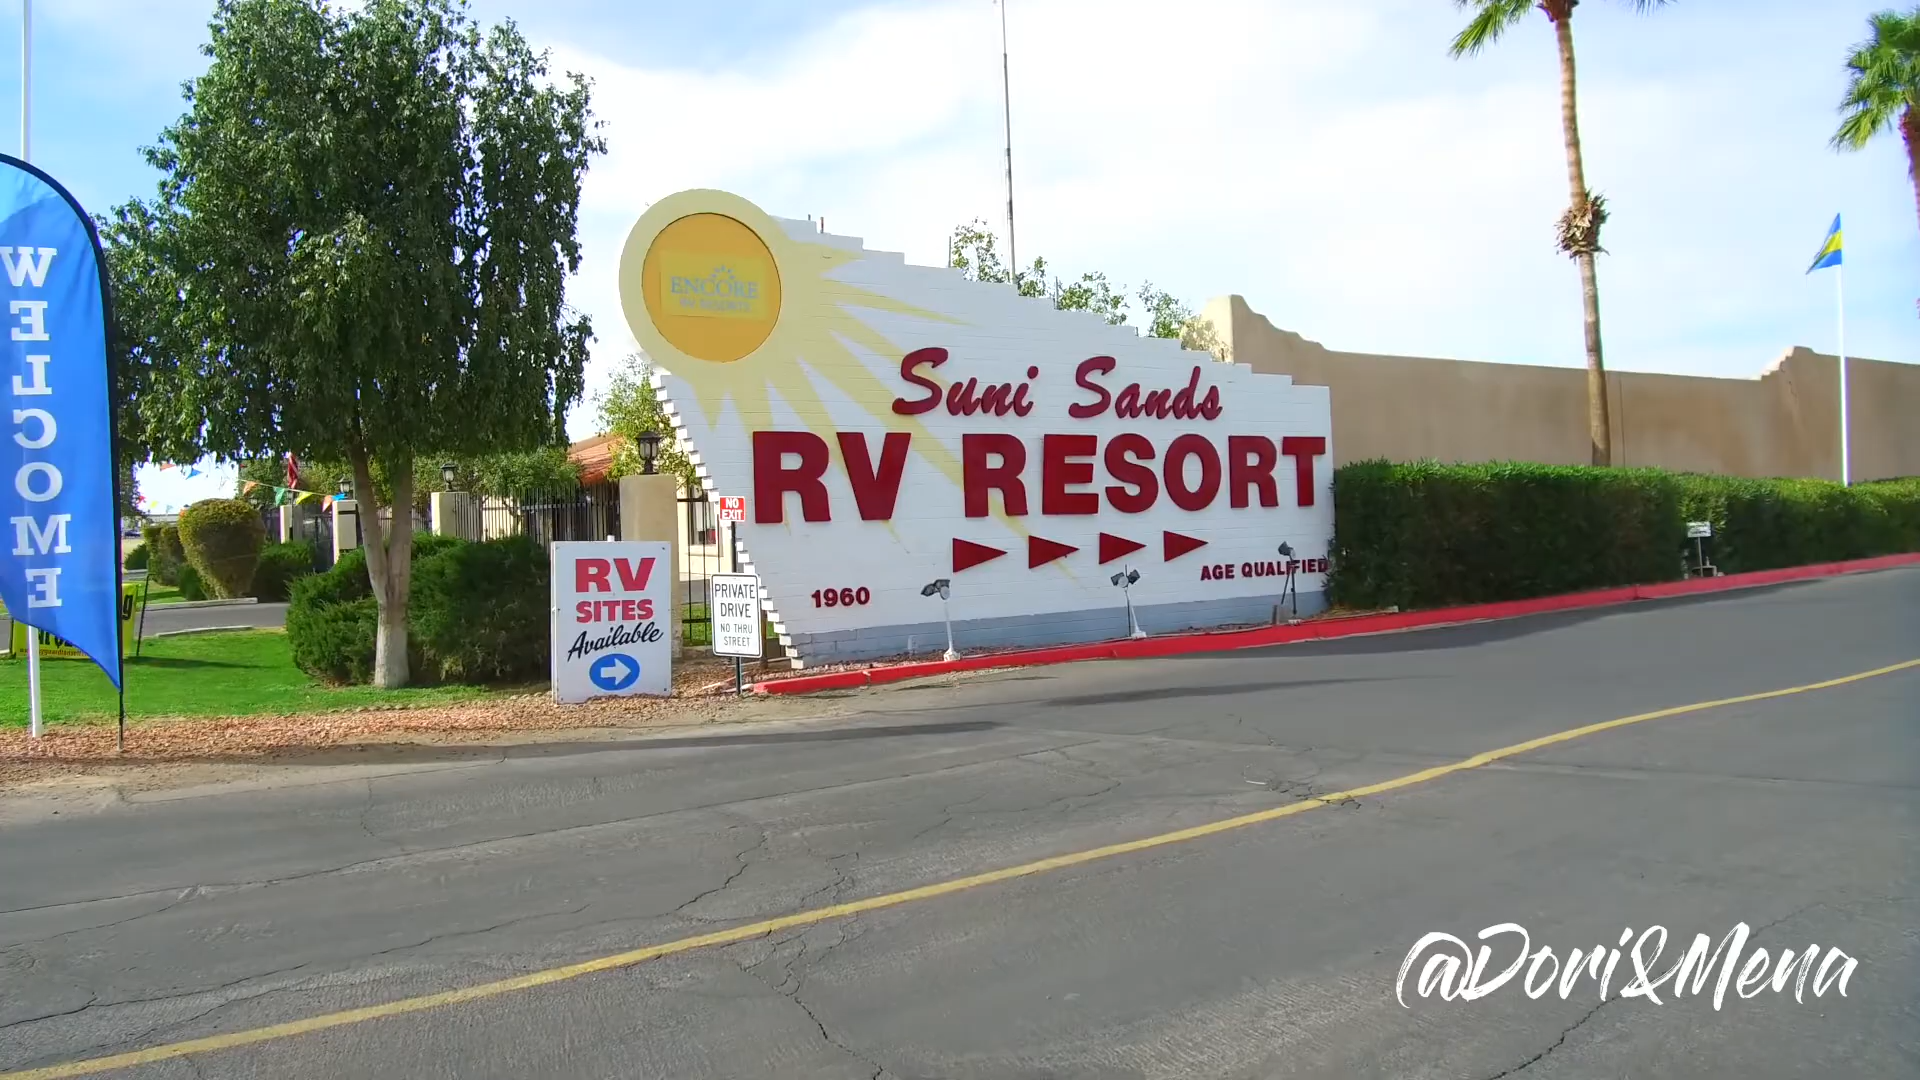 WELCOME
ENCORE
RV RESORTS
Suni Sands
RV RESORT
1960
AGE QUALIFIED
NO
EXIT
PRIVATE
DRIVE
NO THRU
STREET
RV
SITES
Available
@Dori&Mena